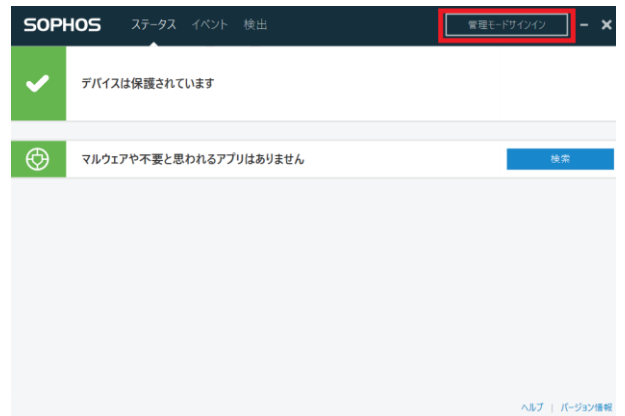 SOPHOS ステータス イベント 検出 管理モードサインイン
デバイスは保護されています
マルウェアや不要と思われるアプリはありません 検索
ヘルプ | バージョン情報